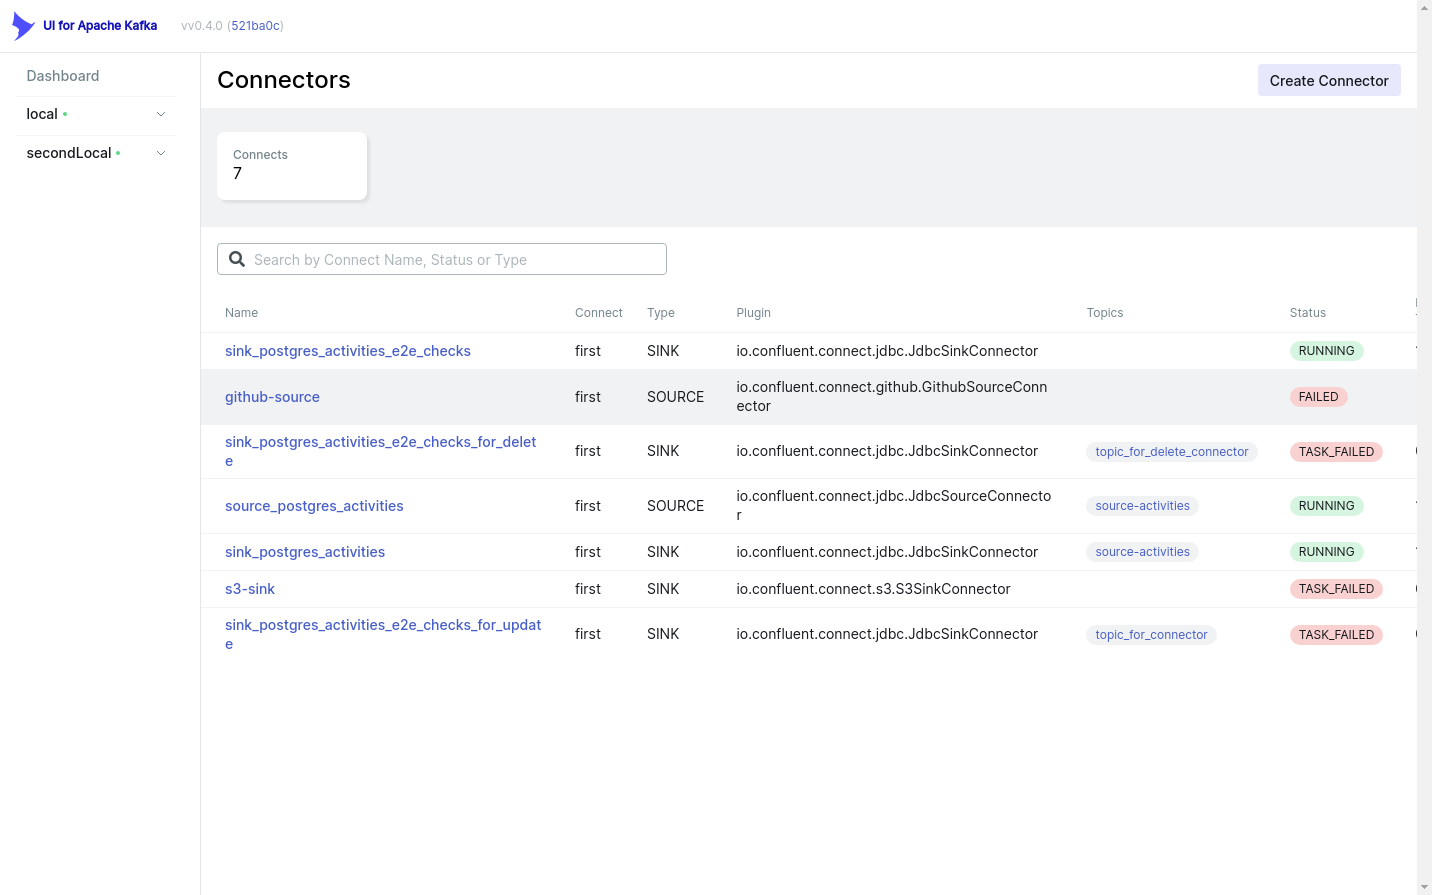 UI for Apache Kafka vv0.4.0 (521ba0c)
Dashboard
local
secondLocal
Connectors
Create Connector
Connects
7
Search by Connect Name, Status or Type
Name Connect Type Plugin Topics Status
sink_postgres_activities_e2e_checks first SINK io.confluent.connect.jdbc.JdbcSinkConnector RUNNING
github-source first SOURCE io.confluent.connect.github.GithubSourceConn
ector FAILED
sink_postgres_activities_e2e_checks_for_delet
e first SINK io.confluent.connect.jdbc.JdbcSinkConnector topic_for_delete_connector TASK_FAILED
source_postgres_activities first SOURCE io.confluent.connect.jdbc.JdbcSourceConnecto
r source-activities RUNNING
sink_postgres_activities first SINK io.confluent.connect.jdbc.JdbcSinkConnector source-activities RUNNING
s3-sink first SINK io.confluent.connect.s3.S3SinkConnector TASK_FAILED
sink_postgres_activities_e2e_checks_for_updat
e first SINK io.confluent.connect.jdbc.JdbcSinkConnector topic_for_connector TASK_FAILED